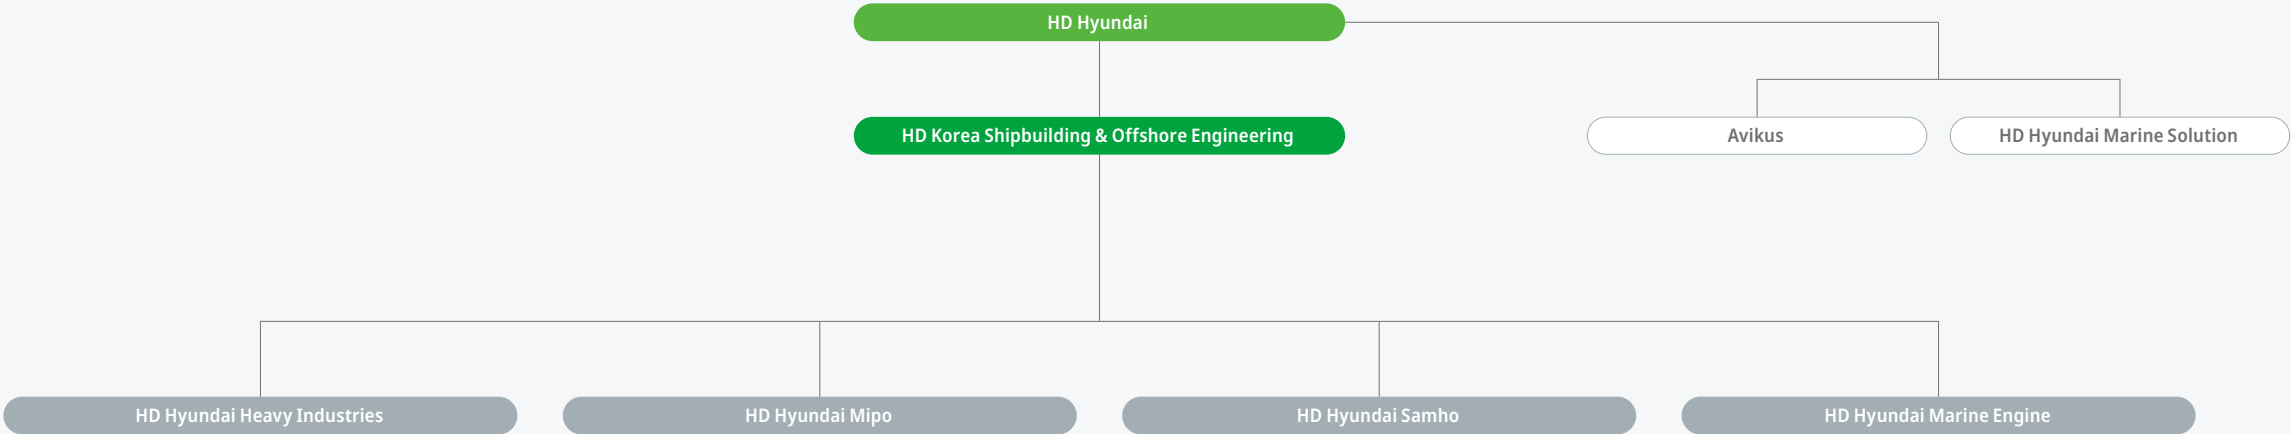 HD Hyundai
HD Korea Shipbuilding & Offshore Engineering
Avikus
HD Hyundai Marine Solution
HD Hyundai Heavy Industries
HD Hyundai Mipo
HD Hyundai Samho
HD Hyundai Marine Engine